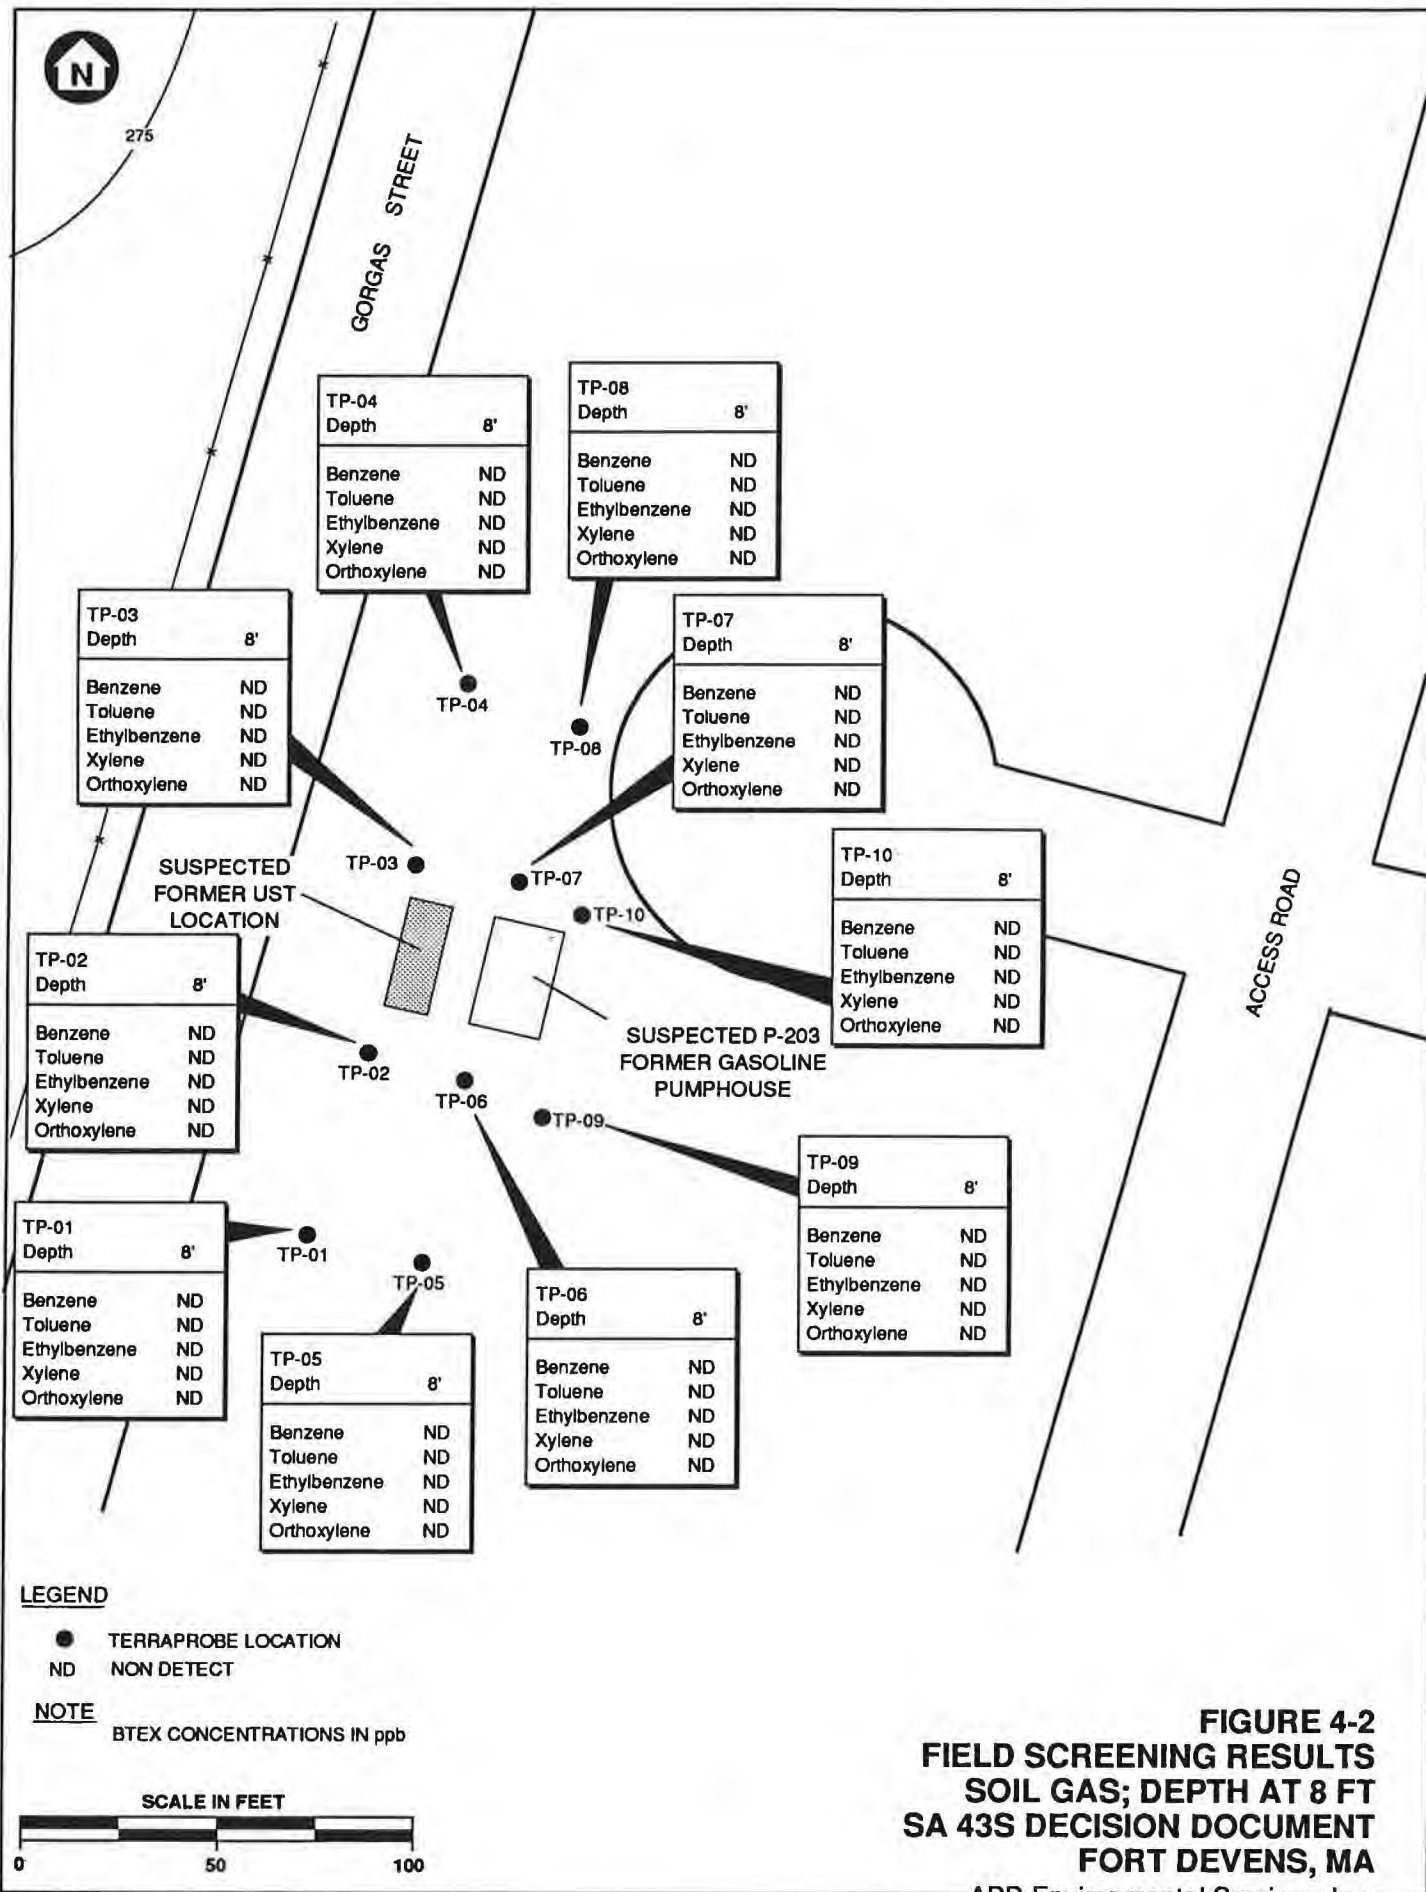 N
275
GORGAS STREET
TP-04
Depth 8'
Benzene ND
Toluene ND
Ethylbenzene ND
Xylene ND
Orthoxylene ND
TP-08
Depth 8'
Benzene ND
Toluene ND
Ethylbenzene ND
Xylene ND
Orthoxylene ND
TP-03
Depth 8'
Benzene ND
Toluene ND
Ethylbenzene ND
Xylene ND
Orthoxylene ND
TP-07
Depth 8'
Benzene ND
Toluene ND
Ethylbenzene ND
Xylene ND
Orthoxylene ND
TP-04
TP-08
TP-03
TP-07
TP-10
SUSPECTED
FORMER UST
LOCATION
TP-10
Depth 8'
Benzene ND
Toluene ND
Ethylbenzene ND
Xylene ND
Orthoxylene ND
ACCESS ROAD
TP-02
Depth 8'
Benzene ND
Toluene ND
Ethylbenzene ND
Xylene ND
Orthoxylene ND
SUSPECTED P-203
FORMER GASOLINE
PUMPHOUSE
TP-02
TP-06
TP-09
TP-09
Depth 8'
Benzene ND
Toluene ND
Ethylbenzene ND
Xylene ND
Orthoxylene ND
TP-01
Depth 8'
Benzene ND
Toluene ND
Ethylbenzene ND
Xylene ND
Orthoxylene ND
TP-01
TP-05
TP-06
Depth 8'
Benzene ND
Toluene ND
Ethylbenzene ND
Xylene ND
Orthoxylene ND
TP-05
Depth 8'
Benzene ND
Toluene ND
Ethylbenzene ND
Xylene ND
Orthoxylene ND
LEGEND
TERRAPROBE LOCATION
ND NON DETECT
NOTE
BTEX CONCENTRATIONS IN ppb
SCALE IN FEET
0 50 100
FIGURE 4-2
FIELD SCREENING RESULTS
SOIL GAS; DEPTH AT 8 FT
SA 43S DECISION DOCUMENT
FORT DEVENS, MA